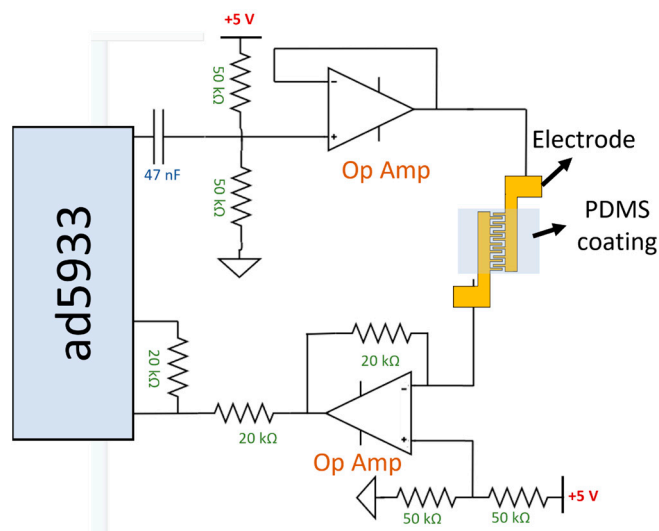 +5 V
50 kΩ
50 kΩ
47 nF
-
+
Op Amp
Electrode
PDMS
coating
ad5933
20 kΩ
20 kΩ
20 kΩ
-
+
Op Amp
50 kΩ
50 kΩ
+5 V